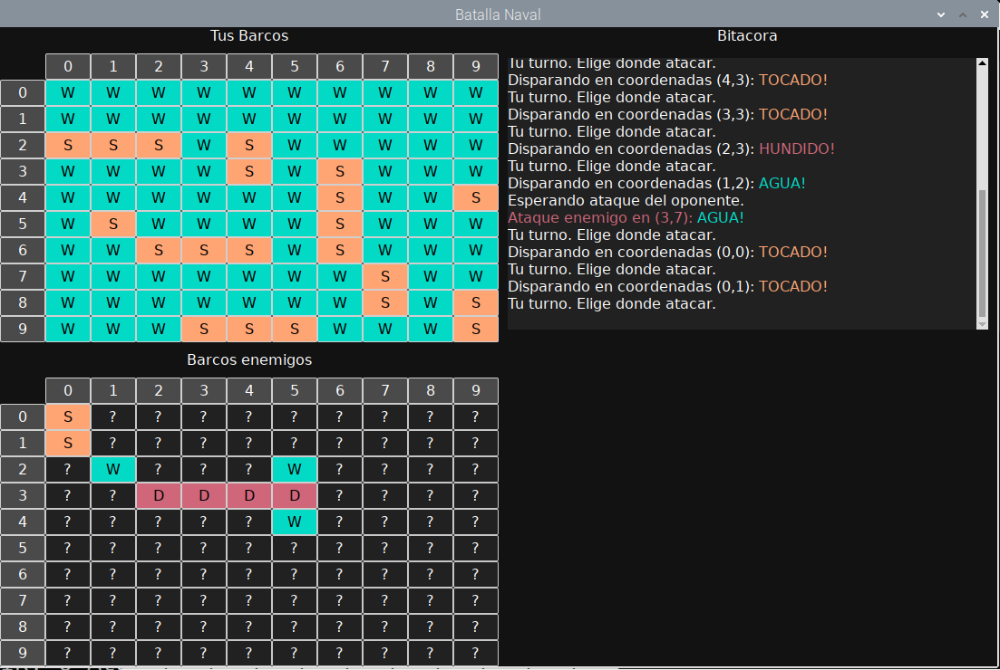 Batalla Naval
Tus Barcos
0 1 2 3 4 5 6 7 8 9
0 W W W W W W W W W W
1 W W W W W W W W W W
2 S S S W S W W W W W
3 W W W W S W S W W W
4 W W W W W W S W W S
5 W S W W W W S W W W
6 W W S S S W S W W W
7 W W W W W W W S W W
8 W W W W W W W S W S
9 W W W S S S W W W S
Barcos enemigos
0 1 2 3 4 5 6 7 8 9
0 S ? ? ? ? ? ? ? ? ?
1 S ? ? ? ? ? ? ? ? ?
2 ? W ? ? ? W ? ? ? ?
3 ? ? D D D D ? ? ? ?
4 ? ? ? ? ? W ? ? ? ?
5 ? ? ? ? ? ? ? ? ? ?
6 ? ? ? ? ? ? ? ? ? ?
7 ? ? ? ? ? ? ? ? ? ?
8 ? ? ? ? ? ? ? ? ? ?
9 ? ? ? ? ? ? ? ? ? ?
Bitacora
Tu turno. Elige donde atacar.
Disparando en coordenadas (4,3): TOCADO!
Tu turno. Elige donde atacar.
Disparando en coordenadas (3,3): TOCADO!
Tu turno. Elige donde atacar.
Disparando en coordenadas (2,3): HUNDIDO!
Tu turno. Elige donde atacar.
Disparando en coordenadas (1,2): AGUA!
Esperando ataque del oponente.
Ataque enemigo en (3,7): AGUA!
Tu turno. Elige donde atacar.
Disparando en coordenadas (0,0): TOCADO!
Tu turno. Elige donde atacar.
Disparando en coordenadas (0,1): TOCADO!
Tu turno. Elige donde atacar.